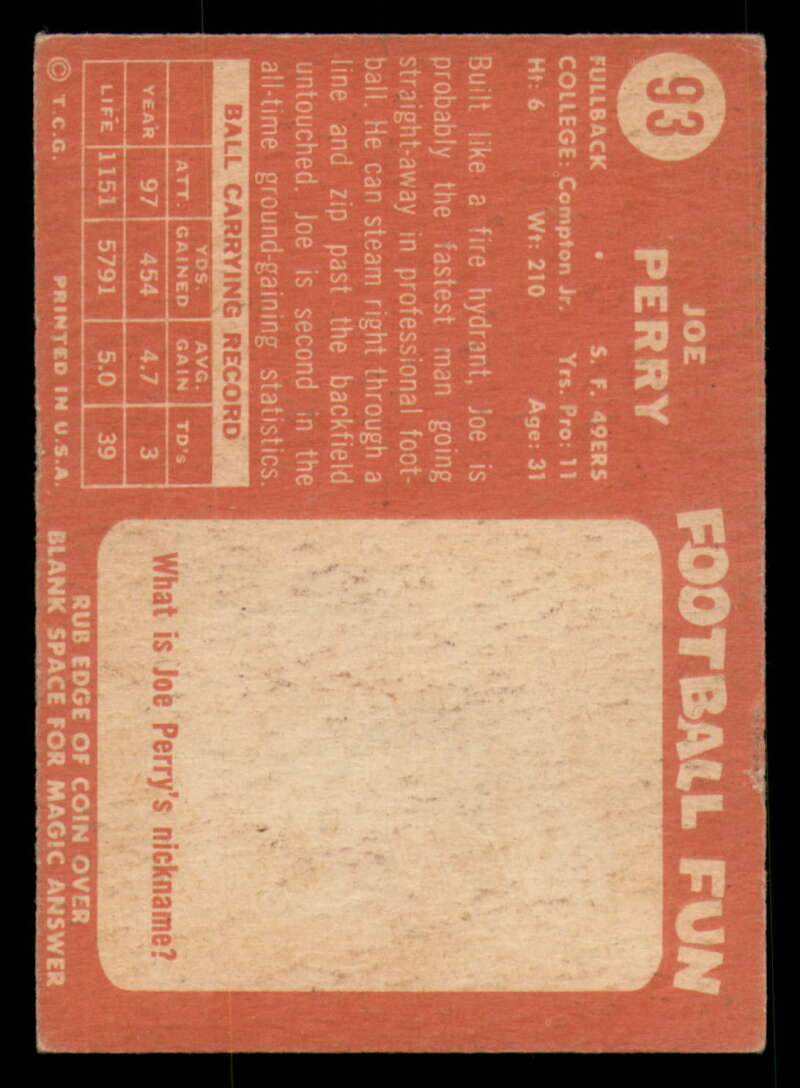 93
JOE
PERRY
FULLBACK • S. F. 49ERS
COLLEGE: Compton Jr. Yrs. Pro: 11
Ht: 6 Wt: 210 Age: 31
Built like a fire hydrant, Joe is
probably the fastest man going
straight-away in professional foot-
ball. He can steam right through a
line and zip past the backfield
untouched. Joe is second in the
all-time ground-gaining statistics.
BALL CARRYING RECORD
ATT. YDS. GAINED AVG. GAIN TD's
YEAR 97 454 4.7 3
LIFE 1151 5791 5.0 39
© T.C.G. PRINTED IN U.S.A.
FOOTBALL FUN
What is Joe Perry's nickname?
RUB EDGE OF COIN OVER
BLANK SPACE FOR MAGIC ANSWER